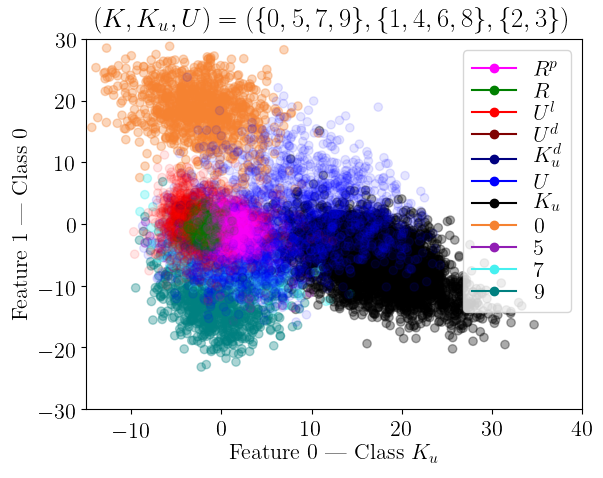 (K, K_u, U) = ({0, 5, 7, 9}, {1, 4, 6, 8}, {2, 3})
30
20
10
0
−10
−20
−30
Feature 1 — Class 0
R^p
R
U^l
U^d
K_u^d
U
K_u
0
5
7
9
−10 0 10 20 30 40
Feature 0 — Class K_u